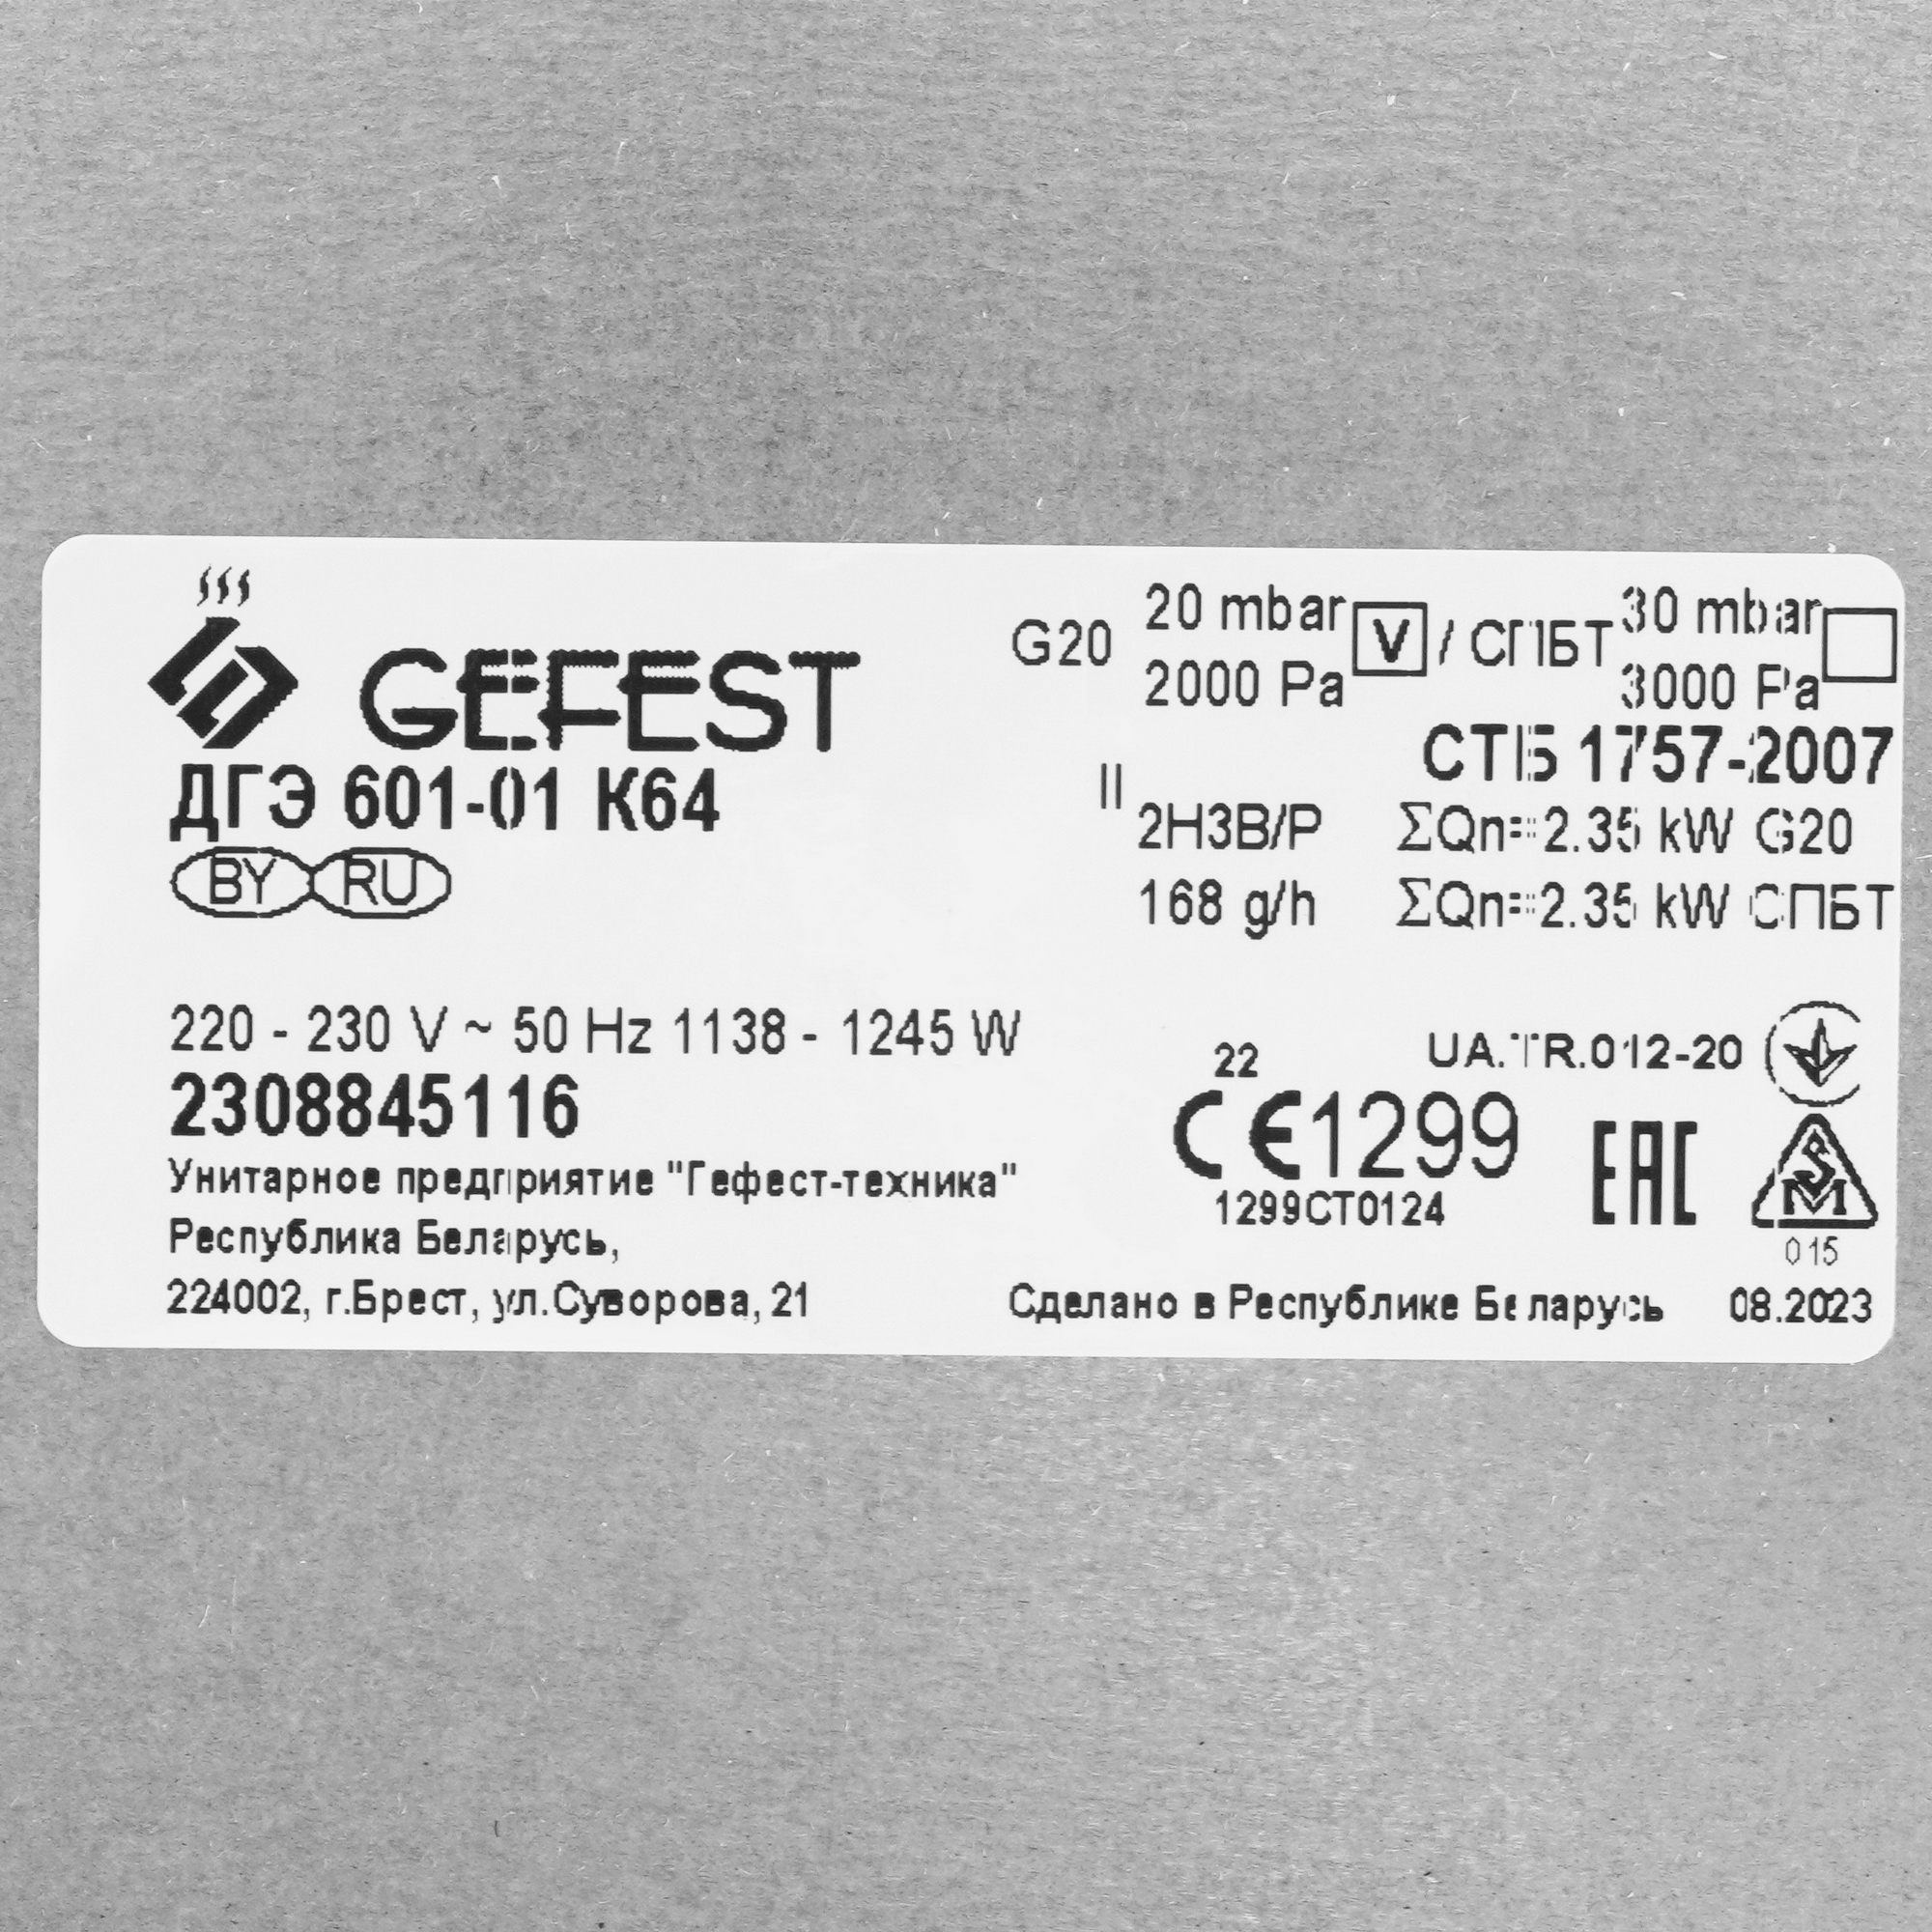 GEFEST
ДГЭ 601-01 К64
BY RU
G20 20 mbar 2000 Pa V / СПБТ 30 mbar 3000 Pa
СТБ 1757-2007
II 2H3B/P ΣQn=2.35 kW G20
168 g/h ΣQn=2.35 kW СПБТ
220 - 230 V ~ 50 Hz 1138 - 1245 W
2308845116
Унитарное предприятие "Гефест-техника"
Республика Беларусь,
224002, г.Брест, ул.Суворова, 21
22
UA.TR.012-20
CE1299
1299CT0124
EAC
SM
015
Сделано в Республике Беларусь 08.2023